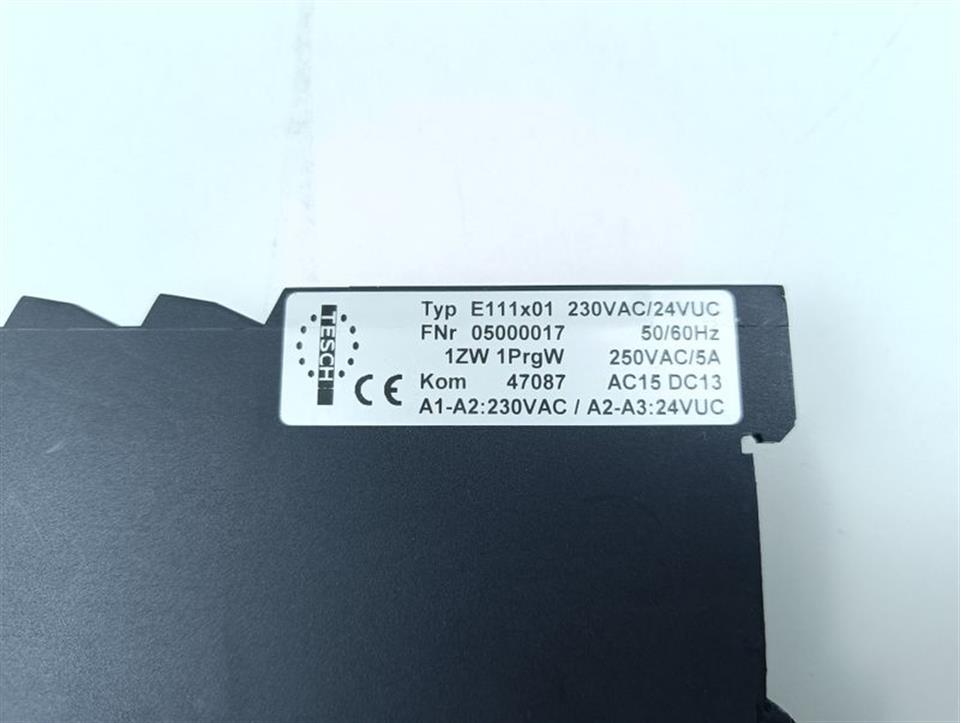 TESCH
Typ E111x01 230VAC/24VUC
FNr 05000017 50/60Hz
1ZW 1PrgW 250VAC/5A
Kom 47087 AC15 DC13
A1-A2:230VAC / A2-A3:24VUC
CE